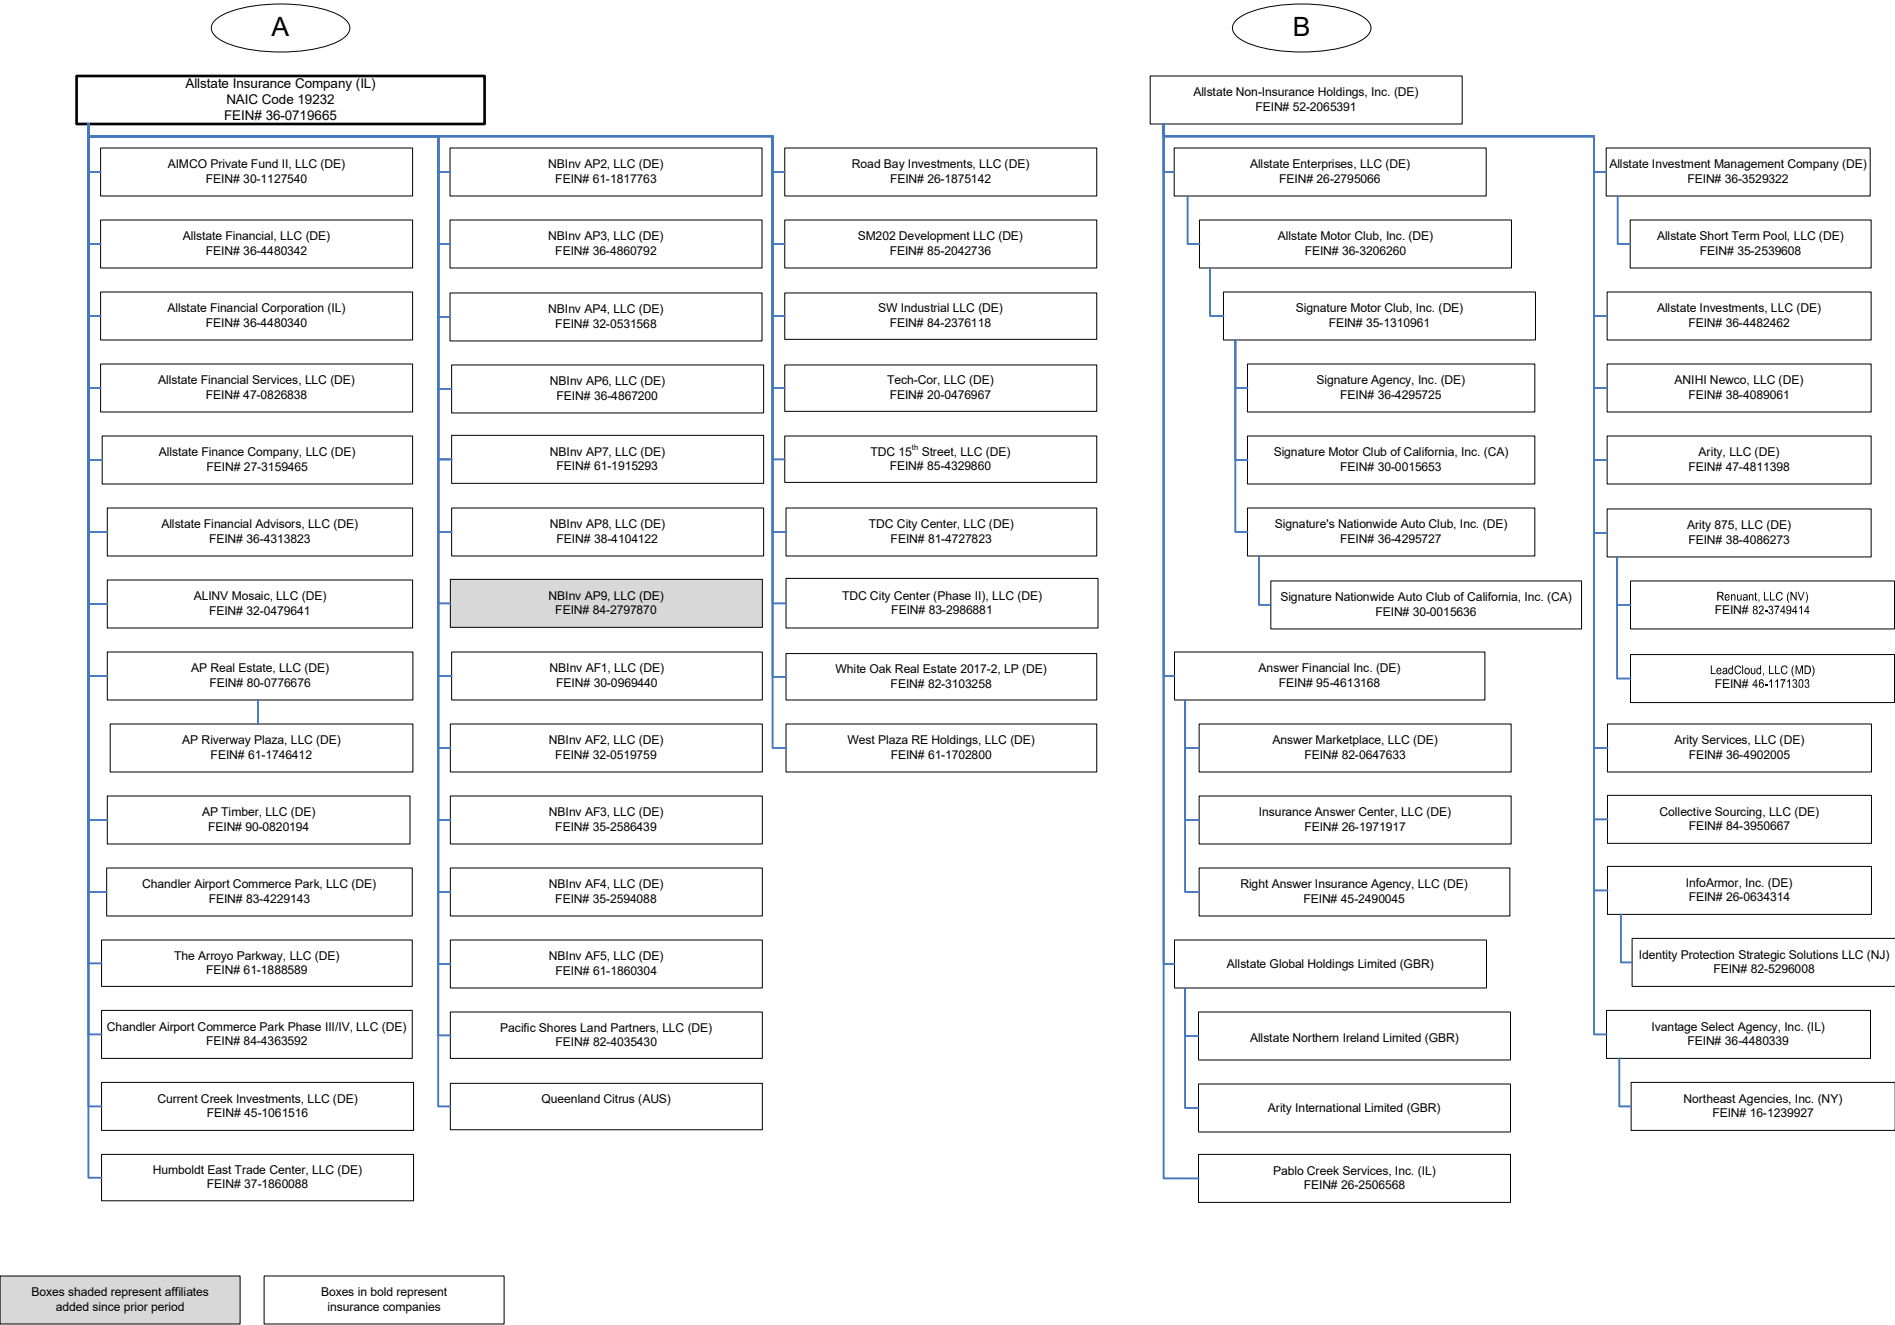 A
Allstate Insurance Company (IL)
NAIC Code 19232
FEIN# 36-0719665
AIMCO Private Fund II, LLC (DE)
FEIN# 30-1127540
Allstate Financial, LLC (DE)
FEIN# 36-4480342
Allstate Financial Corporation (IL)
FEIN# 36-4480340
Allstate Financial Services, LLC (DE)
FEIN# 47-0826838
Allstate Finance Company, LLC (DE)
FEIN# 27-3159465
Allstate Financial Advisors, LLC (DE)
FEIN# 36-4313823
ALINV Mosaic, LLC (DE)
FEIN# 32-0479641
AP Real Estate, LLC (DE)
FEIN# 80-0776676
AP Riverway Plaza, LLC (DE)
FEIN# 61-1746412
AP Timber, LLC (DE)
FEIN# 90-0820194
Chandler Airport Commerce Park, LLC (DE)
FEIN# 83-4229143
The Arroyo Parkway, LLC (DE)
FEIN# 61-1888589
Chandler Airport Commerce Park Phase III/IV, LLC (DE)
FEIN# 84-4363592
Current Creek Investments, LLC (DE)
FEIN# 45-1061516
Humboldt East Trade Center, LLC (DE)
FEIN# 37-1860088
NBInv AP2, LLC (DE)
FEIN# 61-1817763
NBInv AP3, LLC (DE)
FEIN# 36-4860792
NBInv AP4, LLC (DE)
FEIN# 32-0531568
NBInv AP6, LLC (DE)
FEIN# 36-4867200
NBInv AP7, LLC (DE)
FEIN# 61-1915293
NBInv AP8, LLC (DE)
FEIN# 38-4104122
NBInv AP9, LLC (DE)
FEIN# 84-2797870
NBInv AF1, LLC (DE)
FEIN# 30-0969440
NBInv AF2, LLC (DE)
FEIN# 32-0519759
NBInv AF3, LLC (DE)
FEIN# 35-2586439
NBInv AF4, LLC (DE)
FEIN# 35-2594088
NBInv AF5, LLC (DE)
FEIN# 61-1860304
Pacific Shores Land Partners, LLC (DE)
FEIN# 82-4035430
Queenland Citrus (AUS)
Road Bay Investments, LLC (DE)
FEIN# 26-1875142
SM202 Development LLC (DE)
FEIN# 85-2042736
SW Industrial LLC (DE)
FEIN# 84-2376118
Tech-Cor, LLC (DE)
FEIN# 20-0476967
TDC 15th Street, LLC (DE)
FEIN# 85-4329860
TDC City Center, LLC (DE)
FEIN# 81-4727823
TDC City Center (Phase II), LLC (DE)
FEIN# 83-2986881
White Oak Real Estate 2017-2, LP (DE)
FEIN# 82-3103258
West Plaza RE Holdings, LLC (DE)
FEIN# 61-1702800
B
Allstate Non-Insurance Holdings, Inc. (DE)
FEIN# 52-2065391
Allstate Enterprises, LLC (DE)
FEIN# 26-2795066
Allstate Motor Club, Inc. (DE)
FEIN# 36-3206260
Signature Motor Club, Inc. (DE)
FEIN# 35-1310961
Signature Agency, Inc. (DE)
FEIN# 36-4295725
Signature Motor Club of California, Inc. (CA)
FEIN# 30-0015653
Signature's Nationwide Auto Club, Inc. (DE)
FEIN# 36-4295727
Signature Nationwide Auto Club of California, Inc. (CA)
FEIN# 30-0015636
Answer Financial Inc. (DE)
FEIN# 95-4613168
Answer Marketplace, LLC (DE)
FEIN# 82-0647633
Insurance Answer Center, LLC (DE)
FEIN# 26-1971917
Right Answer Insurance Agency, LLC (DE)
FEIN# 45-2490045
Allstate Global Holdings Limited (GBR)
Allstate Northern Ireland Limited (GBR)
Arity International Limited (GBR)
Pablo Creek Services, Inc. (IL)
FEIN# 26-2506568
Allstate Investment Management Company (DE)
FEIN# 36-3529322
Allstate Short Term Pool, LLC (DE)
FEIN# 35-2539608
Allstate Investments, LLC (DE)
FEIN# 36-4482462
ANIHI Newco, LLC (DE)
FEIN# 38-4089061
Arity, LLC (DE)
FEIN# 47-4811398
Arity 875, LLC (DE)
FEIN# 38-4086273
Renuant, LLC (NV)
FEIN# 82-3749414
LeadCloud, LLC (MD)
FEIN# 46-1171303
Arity Services, LLC (DE)
FEIN# 36-4902005
Collective Sourcing, LLC (DE)
FEIN# 84-3950667
InfoArmor, Inc. (DE)
FEIN# 26-0634314
Identity Protection Strategic Solutions LLC (NJ)
FEIN# 82-5296008
Ivantage Select Agency, Inc. (IL)
FEIN# 36-4480339
Northeast Agencies, Inc. (NY)
FEIN# 16-1239927
Boxes shaded represent affiliates
added since prior period
Boxes in bold represent
insurance companies